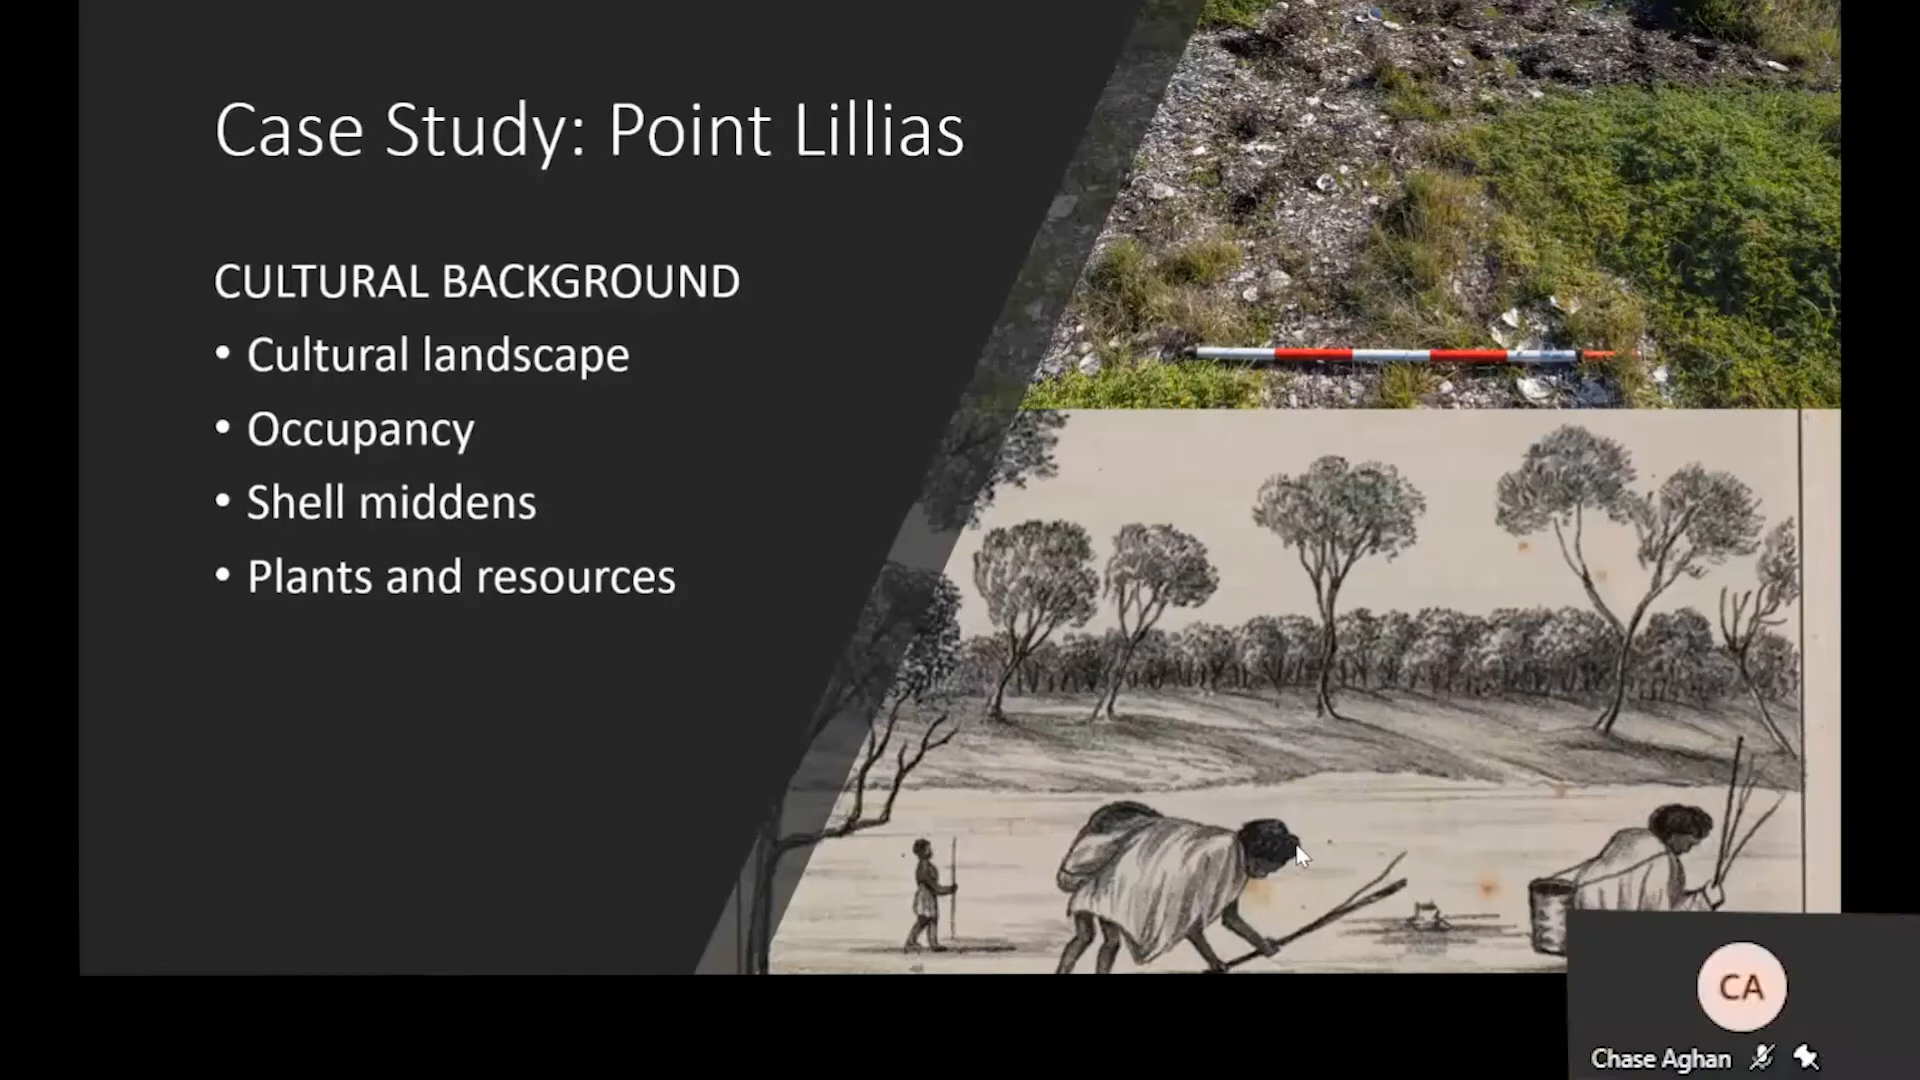 Case Study: Point Lillias
CULTURAL BACKGROUND
• Cultural landscape
• Occupancy
• Shell middens
• Plants and resources
CA
Chase Aghan